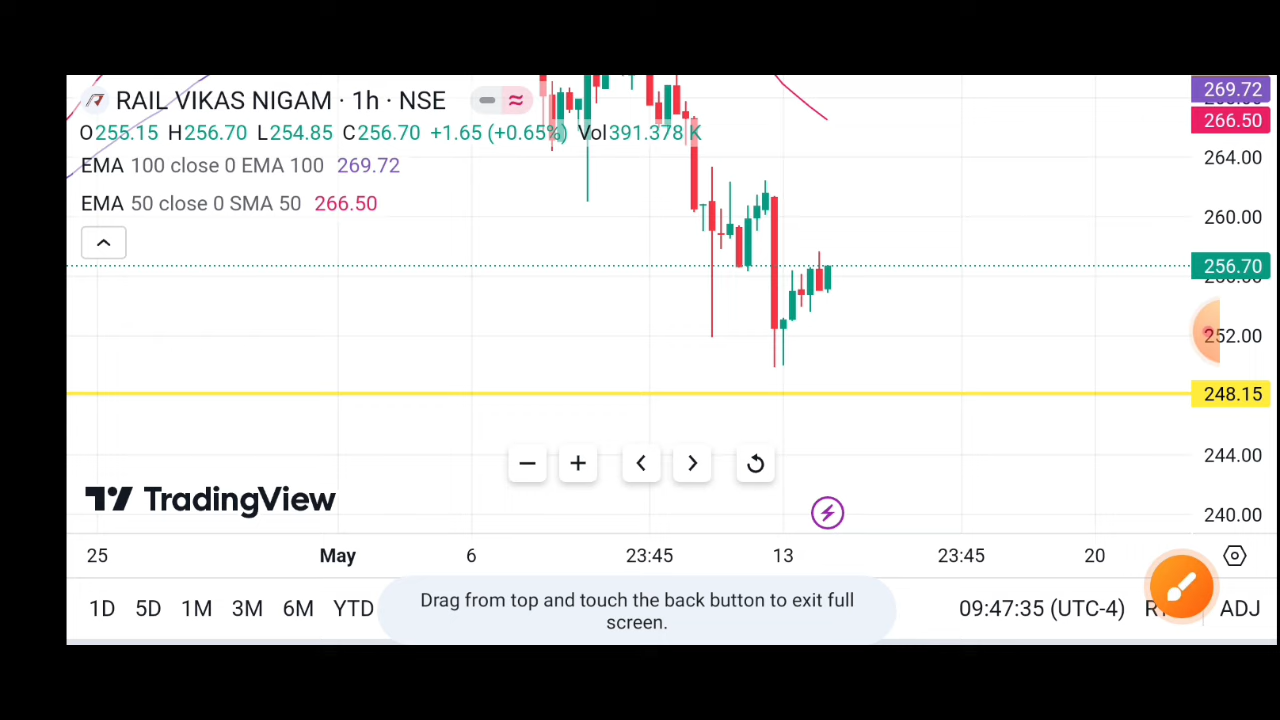 269.72
RAIL VIKAS NIGAM · 1h · NSE
266.50
O255.15 H256.70 L254.85 C256.70 +1.65 (+0.65%) Vol391.378 K
264.00
EMA 100 close 0 EMA 100 269.72
EMA 50 close 0 SMA 50 266.50
260.00
256.70
252.00
248.15
244.00
TradingView
240.00
25 May 6 23:45 13 23:45 20
1D 5D 1M 3M 6M YTD
Drag from top and touch the back button to exit full
screen.
09:47:35 (UTC-4) ADJ